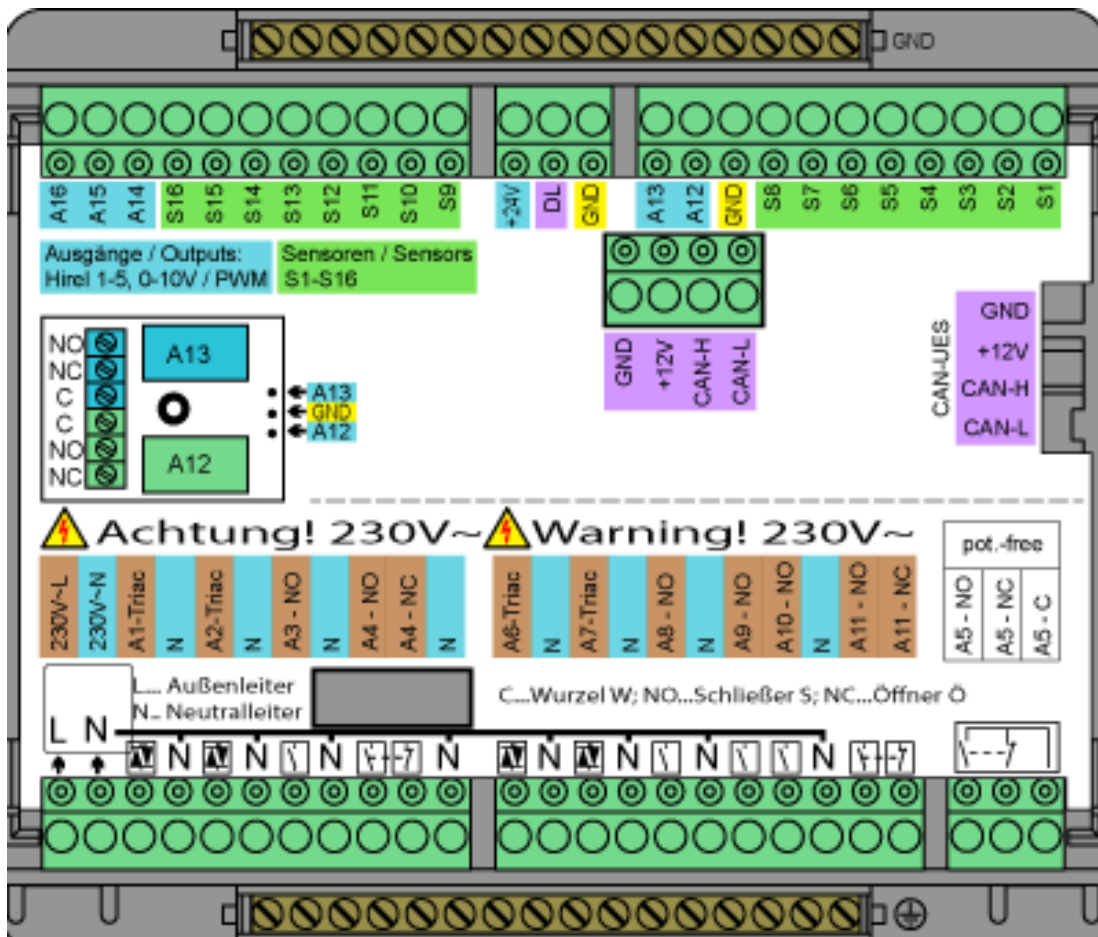 GND
A16 A15 A14 S16 S15 S14 S13 S12 S11 S10 S9
+24V DL GND
A13 A12 GND S8 S7 S6 S5 S4 S3 S2 S1
Ausgänge / Outputs:
Hirel 1-5, 0-10V / PWM
Sensoren / Sensors
S1-S16
GND +12V CAN-H CAN-L
CAN-UES
GND
+12V
CAN-H
CAN-L
NO
NC
C
C
NO
NC
A13
A12
A13
GND
A12
Achtung! 230V~
Warning! 230V~
230V~L 230V~N A1-Triac N A2-Triac N A3 - NO N A4 - NO A4 - NC N
A6-Triac N A7-Triac N A8 - NO N A9 - NO A10 - NO N A11 - NO A11 - NC
pot.-free
A5 - NO A5 - NC A5 - C
L... Außenleiter
N.. Neutralleiter
C...Wurzel W; NO...Schließer S; NC...Öffner Ö
L N N N N N N N N N